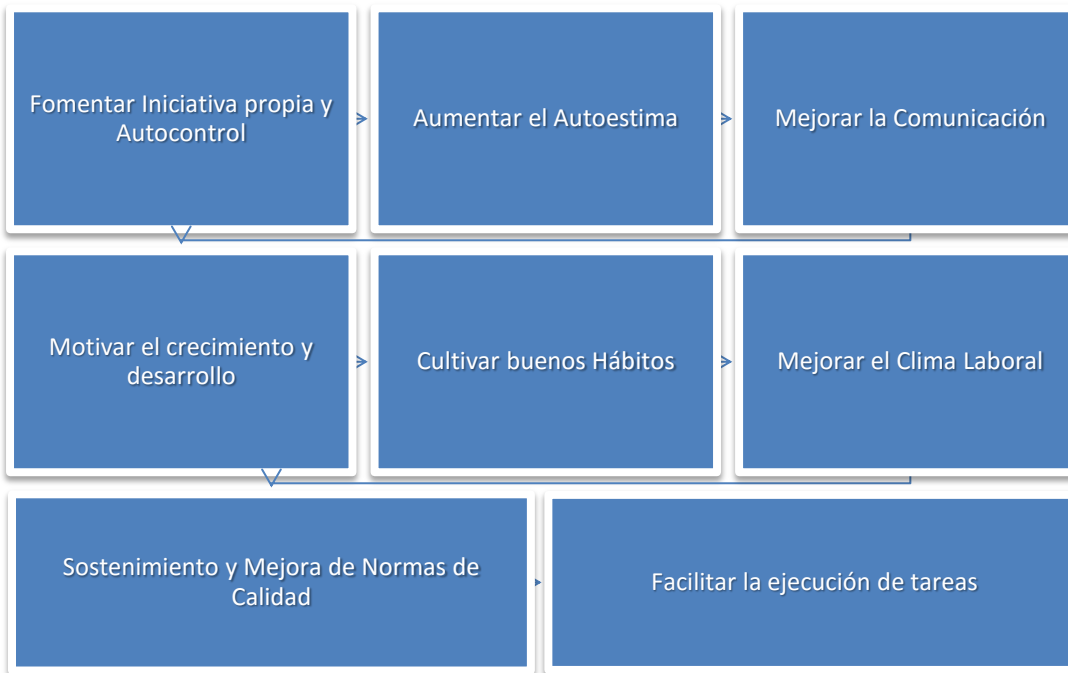 Fomentar Iniciativa propia y
Autocontrol
Aumentar el Autoestima
Mejorar la Comunicación
Motivar el crecimiento y
desarrollo
Cultivar buenos Hábitos
Mejorar el Clima Laboral
Sostenimiento y Mejora de Normas de
Calidad
Facilitar la ejecución de tareas